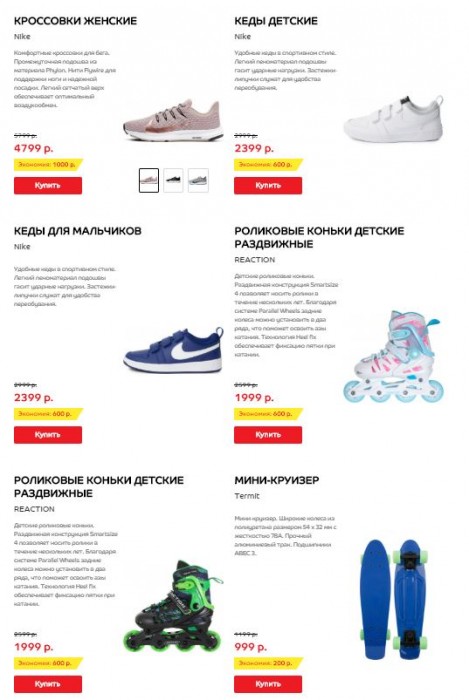 КРОССОВКИ ЖЕНСКИЕ
Nike
Комфортные кроссовки для бега.
Промежуточная подошва из
материала Phylon. Нити Flywire для
поддержки ноги и надежной
посадки. Легкий сетчатый верх
обеспечивает оптимальный
воздухообмен.
5799 р.
4799 р.
Экономия: 1000 р.
Купить
КЕДЫ ДЕТСКИЕ
Nike
Удобные кеды в спортивном стиле.
Легкий пеноматериал подошвы
гасит ударные нагрузки. Застежки-
липучки служат для удобства
переобувания.
2999 р.
2399 р.
Экономия: 600 р.
Купить
КЕДЫ ДЛЯ МАЛЬЧИКОВ
Nike
Удобные кеды в спортивном стиле.
Легкий пеноматериал подошвы
гасит ударные нагрузки. Застежки-
липучки служат для удобства
переобувания.
2999 р.
2399 р.
Экономия: 600 р.
Купить
РОЛИКОВЫЕ КОНЬКИ ДЕТСКИЕ
РАЗДВИЖНЫЕ
REACTION
Детские роликовые коньки.
Раздвижная конструкция Smartsize
4 позволяет носить ролики в
течение нескольких лет. Благодаря
системе Parallel Wheels задние
колеса можно установить в два
ряда, что поможет освоить азы
катания. Технология Heel fix
обеспечивает фиксацию пятки при
катании.
2599 р.
1999 р.
Экономия: 600 р.
Купить
РОЛИКОВЫЕ КОНЬКИ ДЕТСКИЕ
РАЗДВИЖНЫЕ
REACTION
Детские роликовые коньки.
Раздвижная конструкция Smartsize
4 позволяет носить ролики в
течение нескольких лет. Благодаря
системе Parallel Wheels задние
колеса можно установить в два
ряда, что поможет освоить азы
катания. Технология Heel fix
обеспечивает фиксацию пятки при
катании.
2599 р.
1999 р.
Экономия: 600 р.
Купить
МИНИ-КРУИЗЕР
Termit
Мини-круизер. Широкие колеса из
полиуретана размером 54 x 32 мм с
жесткостью 78А. Прочный
алюминиевый трак. Подшипники
ABEC 3.
1199 р.
999 р.
Экономия: 200 р.
Купить